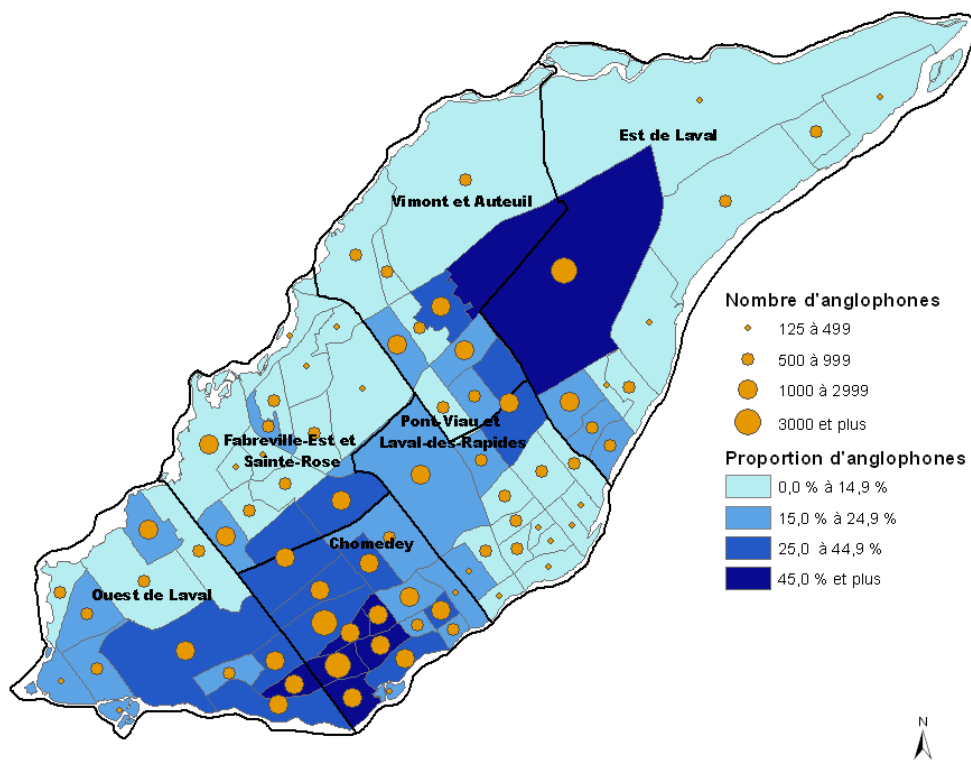 Est de Laval
Vimont et Auteuil
Nombre d'anglophones
125 à 499
500 à 999
1000 à 2999
3000 et plus
Pont-Viau et
Laval-des-Rapides
Fabreville-Est et
Sainte-Rose
Proportion d'anglophones
0,0 % à 14,9 %
15,0 % à 24,9 %
25,0 à 44,9 %
45,0 % et plus
Chomedey
Ouest de Laval
N